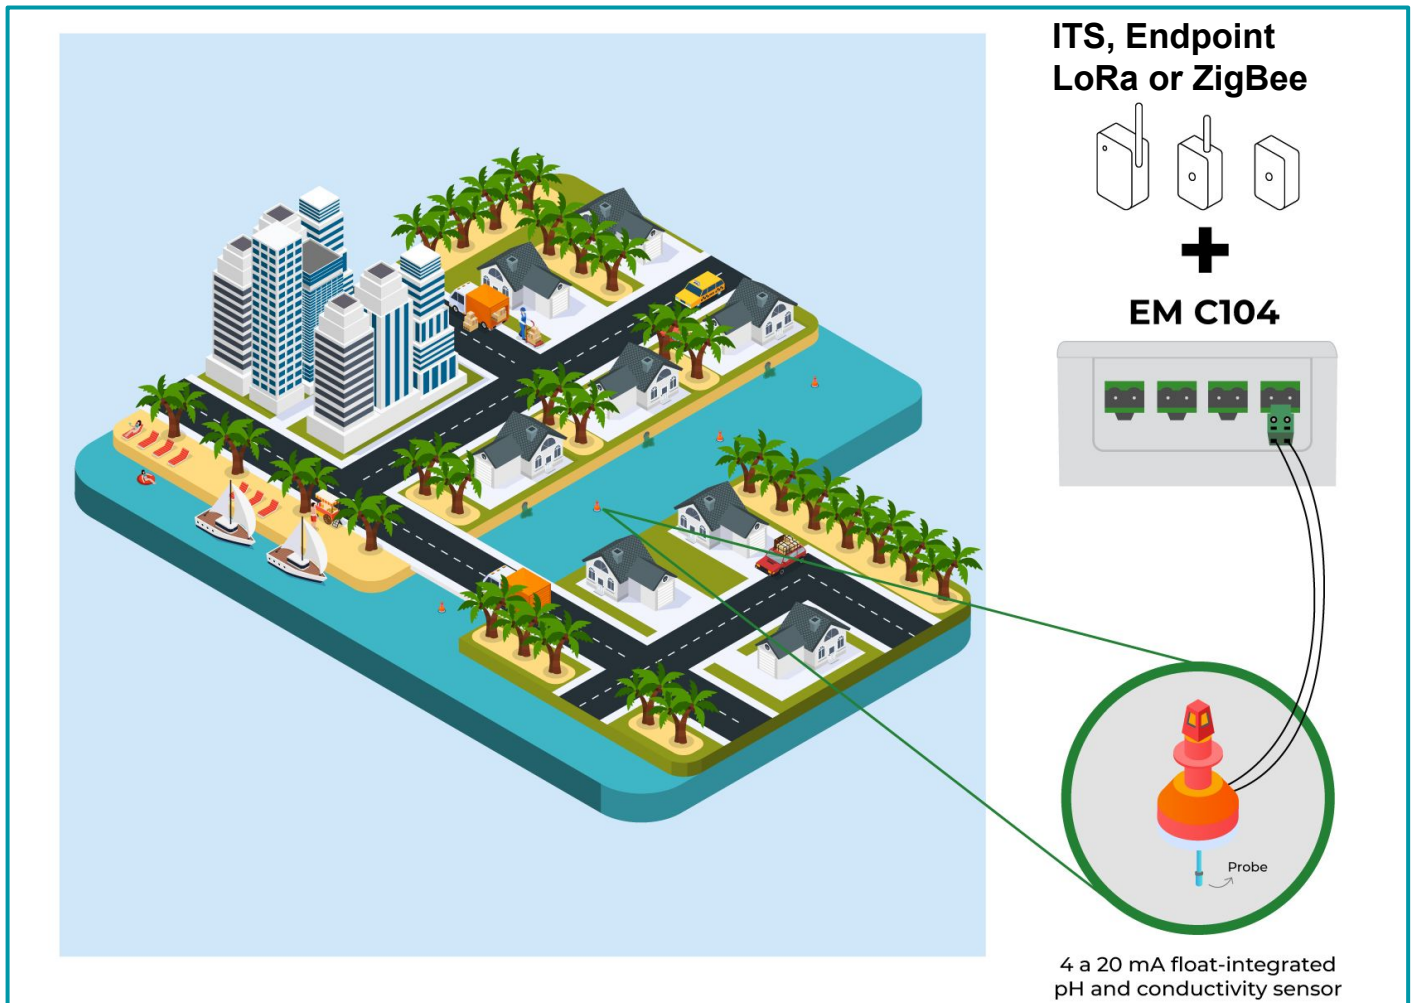 ITS, Endpoint
LoRa or ZigBee
EM C104
Probe
4 a 20 mA float-integrated
pH and conductivity sensor